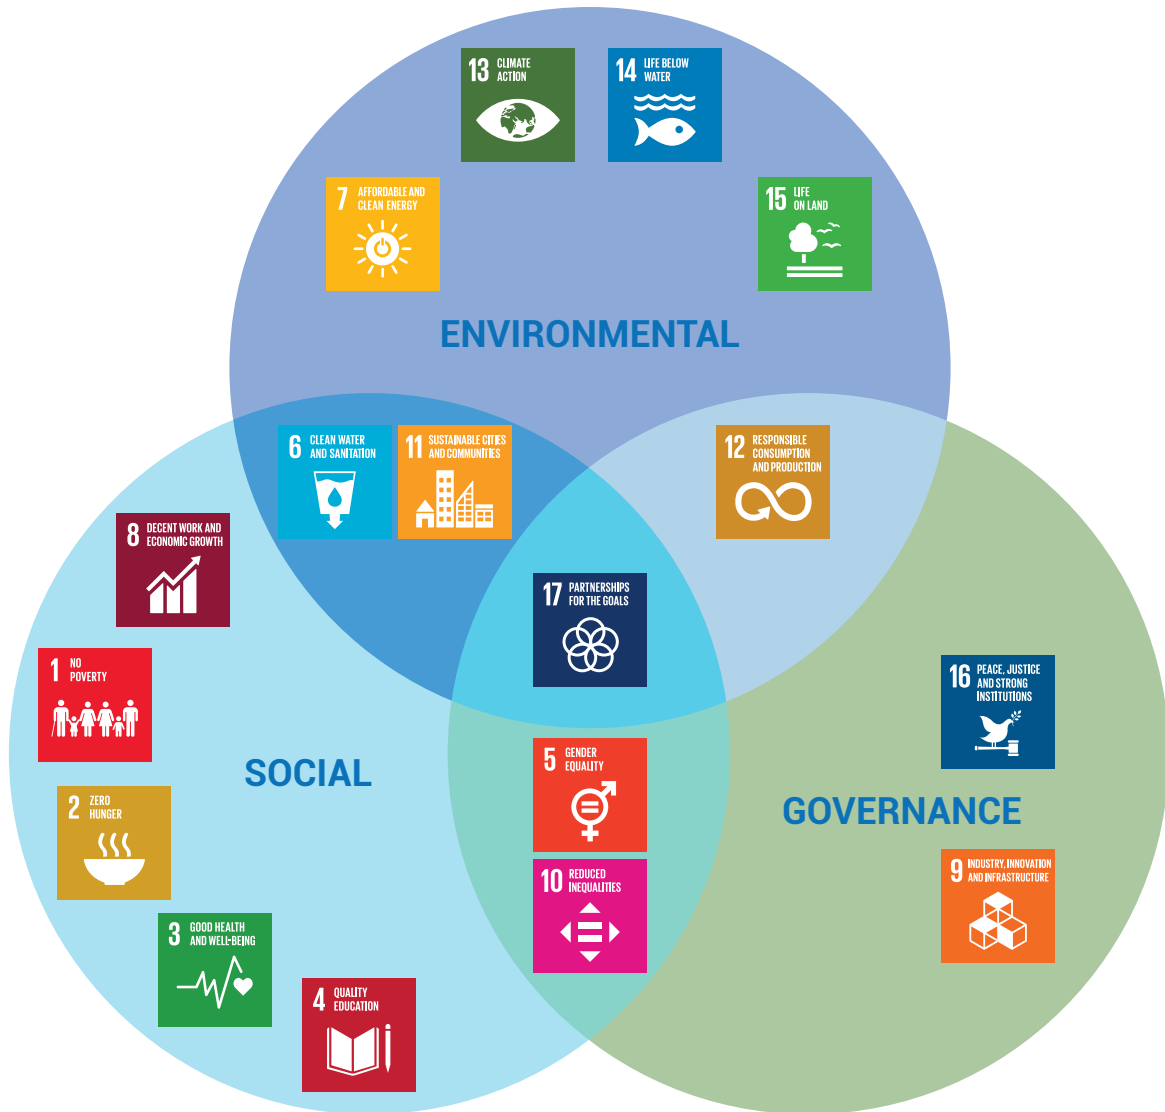 13 CLIMATE
ACTION
14 LIFE BELOW
WATER
7 AFFORDABLE AND
CLEAN ENERGY
15 LIFE
ON LAND
ENVIRONMENTAL
6 CLEAN WATER
AND SANITATION
11 SUSTAINABLE CITIES
AND COMMUNITIES
12 RESPONSIBLE
CONSUMPTION
AND PRODUCTION
8 DECENT WORK AND
ECONOMIC GROWTH
17 PARTNERSHIPS
FOR THE GOALS
1 NO
POVERTY
16 PEACE, JUSTICE
AND STRONG
INSTITUTIONS
5 GENDER
EQUALITY
SOCIAL
2 ZERO
HUNGER
GOVERNANCE
10 REDUCED
INEQUALITIES
9 INDUSTRY, INNOVATION
AND INFRASTRUCTURE
3 GOOD HEALTH
AND WELL-BEING
4 QUALITY
EDUCATION